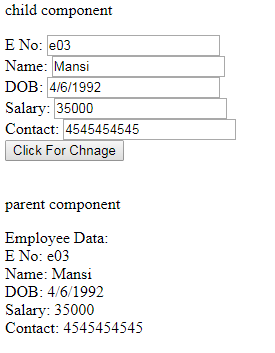 child component
E No: e03
Name: Mansi
DOB: 4/6/1992
Salary: 35000
Contact: 4545454545
Click For Chnage
parent component
Employee Data:
E No: e03
Name: Mansi
DOB: 4/6/1992
Salary: 35000
Contact: 4545454545